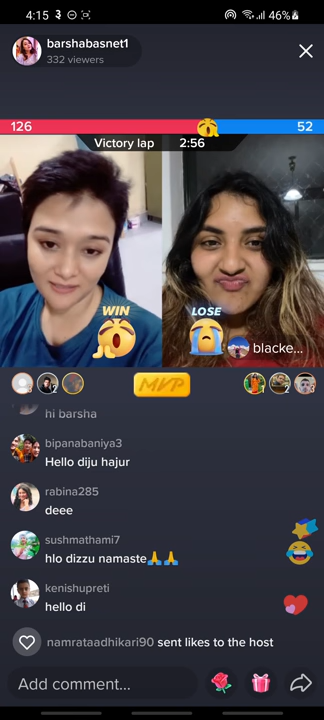 4:15
46%
barshabasnet1
332 viewers
126
52
Victory lap 2:56
WIN
LOSE
blacke...
MVP
hi barsha
bipanabaniya3
Hello diju hajur
rabina285
deee
sushmathami7
hlo dizzu namaste🙏🙏
kenishupreti
hello di
namrataadhikari90 sent likes to the host
Add comment...